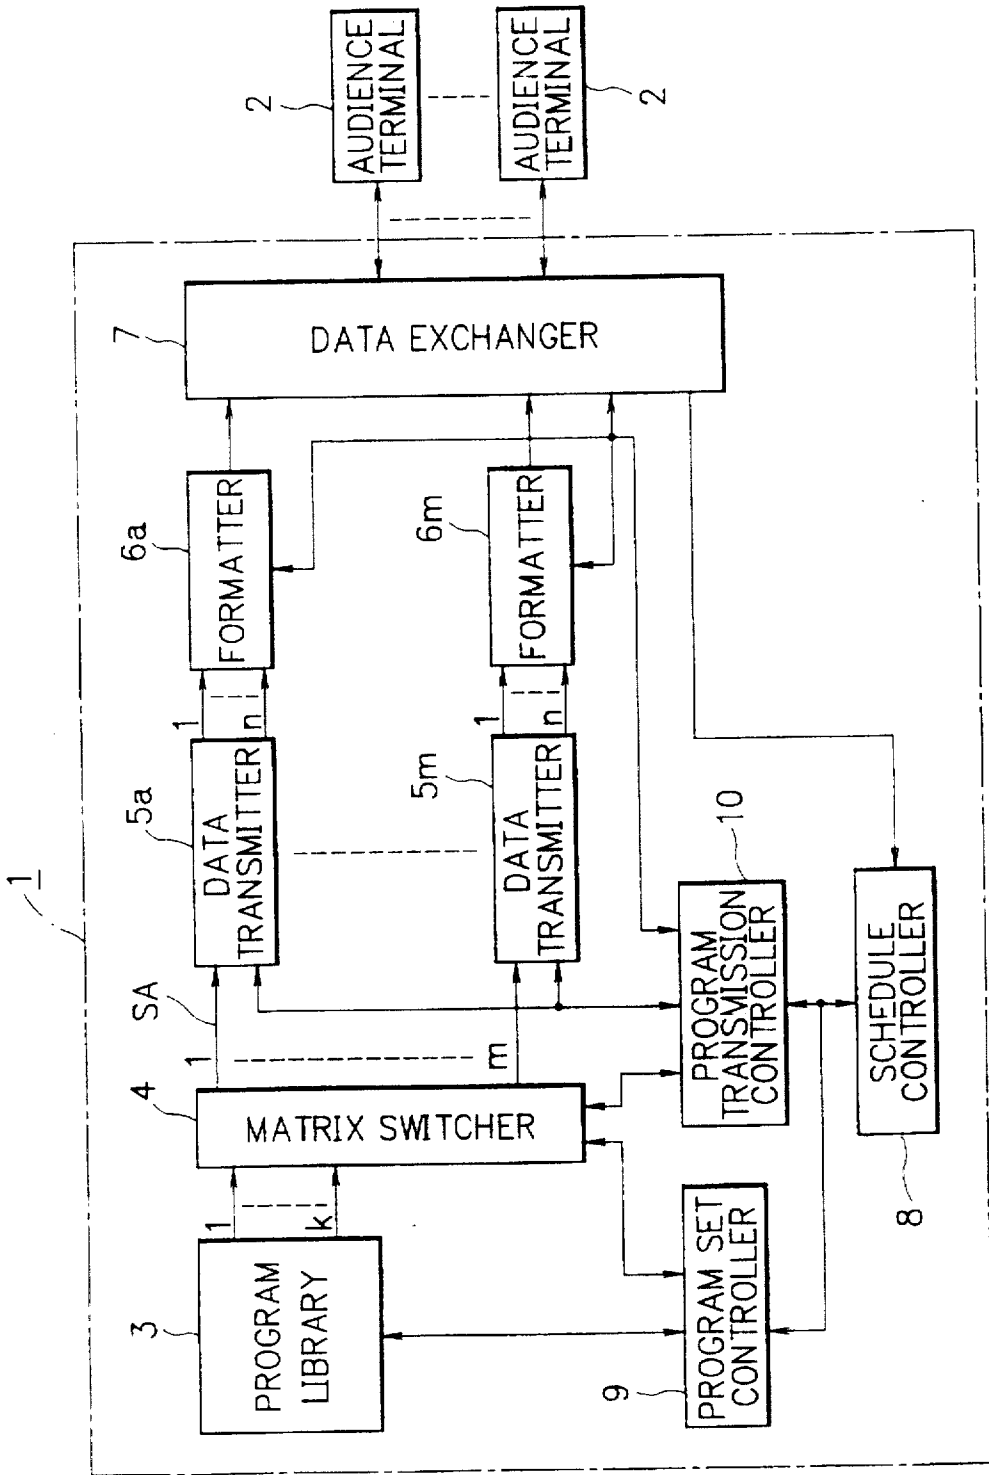 1
2
AUDIENCE
TERMINAL
AUDIENCE
TERMINAL
2
7
DATA EXCHANGER
6a
FORMATTER
6m
FORMATTER
1
n
1
n
5a
DATA
TRANSMITTER
5m
DATA
TRANSMITTER
SA
1
m
4
MATRIX SWITCHER
1
k
3
PROGRAM
LIBRARY
10
PROGRAM
TRANSMISSION
CONTROLLER
SCHEDULE
CONTROLLER
8
PROGRAM SET
CONTROLLER
9